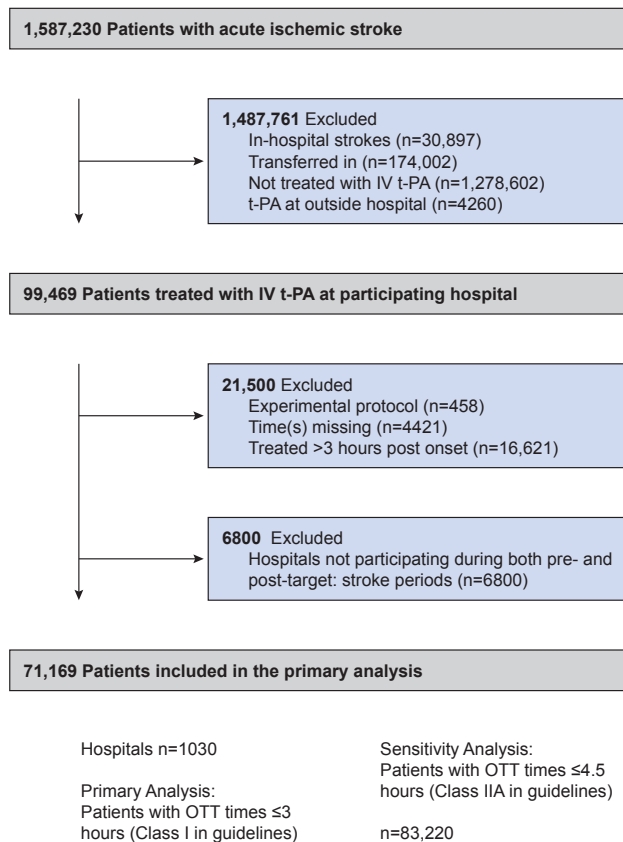 1,587,230 Patients with acute ischemic stroke
1,487,761 Excluded
In-hospital strokes (n=30,897)
Transferred in (n=174,002)
Not treated with IV t-PA (n=1,278,602)
t-PA at outside hospital (n=4260)
99,469 Patients treated with IV t-PA at participating hospital
21,500 Excluded
Experimental protocol (n=458)
Time(s) missing (n=4421)
Treated >3 hours post onset (n=16,621)
6800 Excluded
Hospitals not participating during both pre- and
post-target: stroke periods (n=6800)
71,169 Patients included in the primary analysis
Hospitals n=1030
Primary Analysis:
Patients with OTT times ≤3
hours (Class I in guidelines)
Sensitivity Analysis:
Patients with OTT times ≤4.5
hours (Class IIA in guidelines)
n=83,220